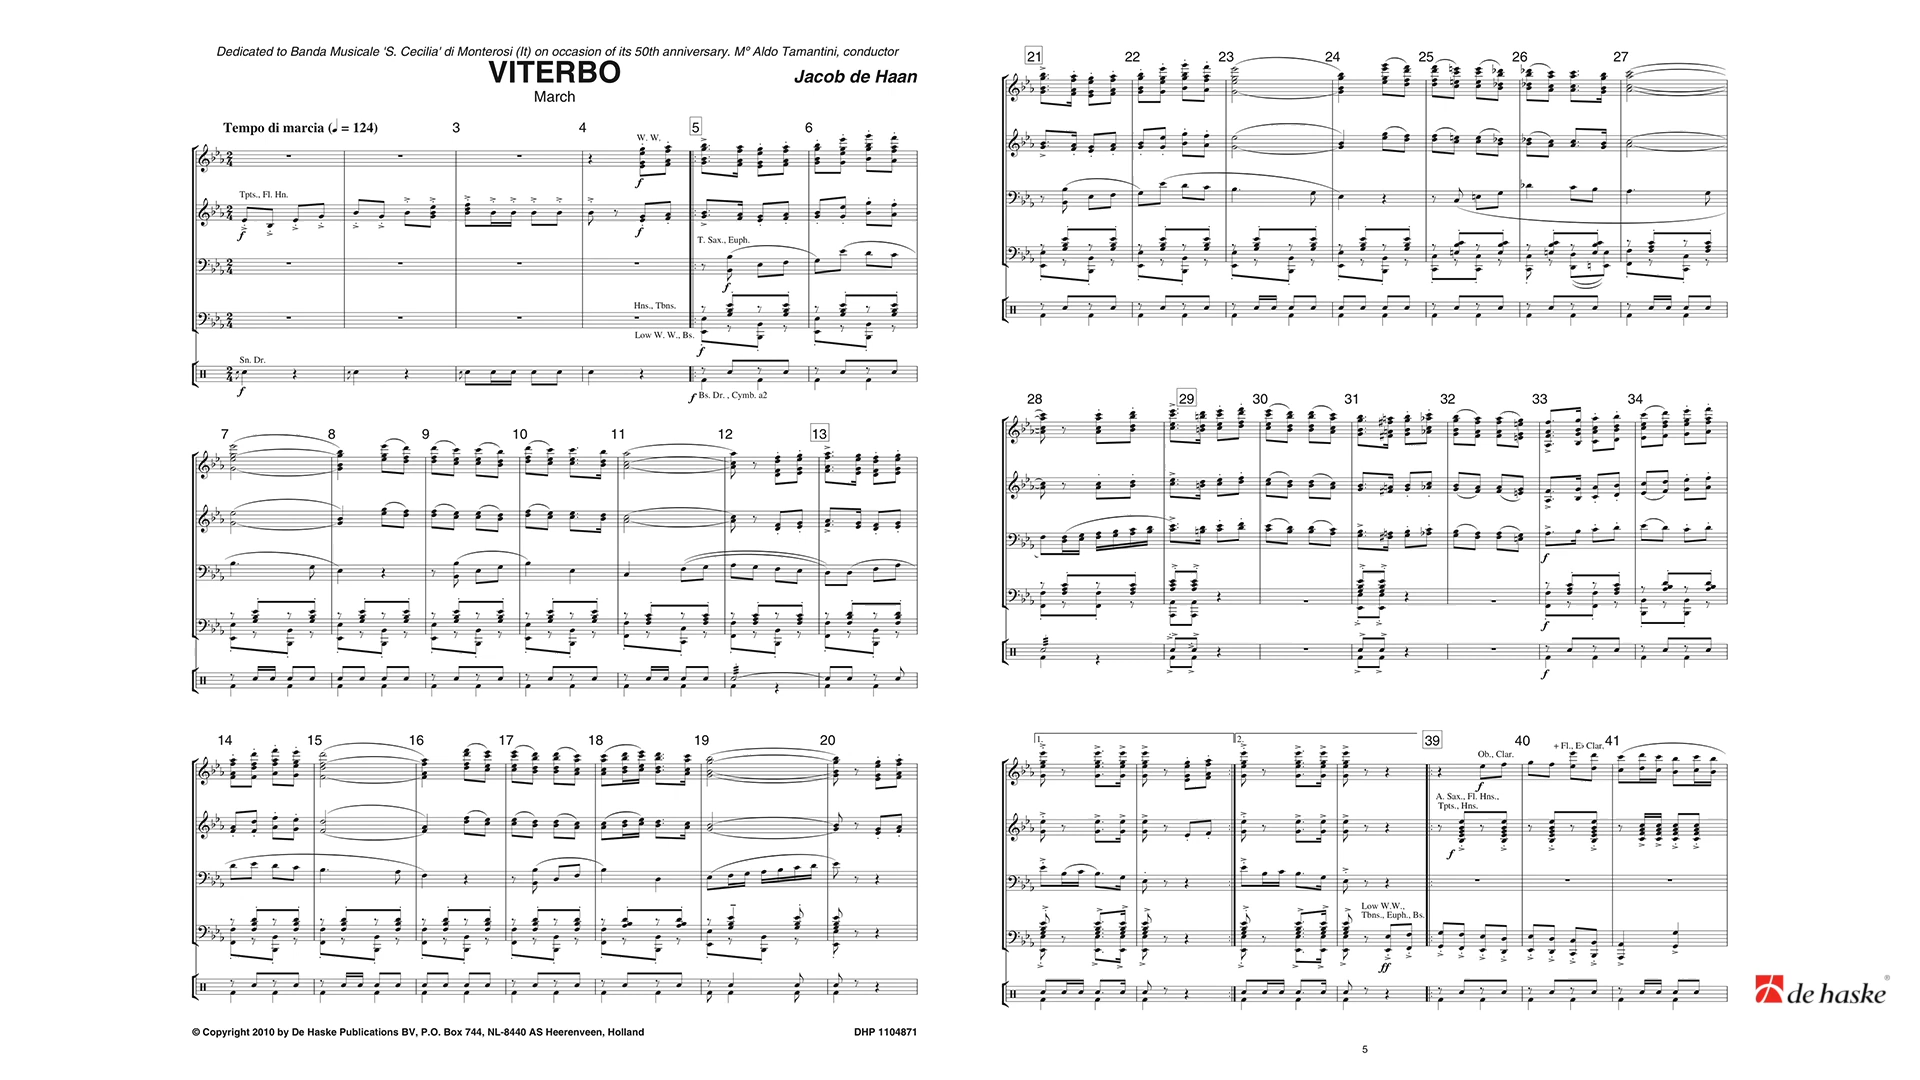 Dedicated to Banda Musicale 'S. Cecilia' di Monterosi (It) on occasion of its 50th anniversary. Mº Aldo Tamantini, conductor
VITERBO
Jacob de Haan
March
Tempo di marcia (♩ = 124)
3
4
5
6
W. W.
f
Tpts., Fl. Hn.
f
f
T. Sax., Euph.
f
Hns., Tbns.
Low W. W., Bs.
f
Sn. Dr.
f
f Bs. Dr. , Cymb. a2
7
8
9
10
11
12
13
14
15
16
17
18
19
20
© Copyright 2010 by De Haske Publications BV, P.O. Box 744, NL-8440 AS Heerenveen, Holland
DHP 1104871
21
22
23
24
25
26
27
28
29
30
31
32
33
34
f
f
f
1.
2.
39
40
41
Ob., Clar.
+ Fl., E♭ Clar.
f
A. Sax., Fl. Hns.,
Tpts., Hns.
f
Low W.W.,
Tbns., Euph., Bs.
ff
de haske®
5